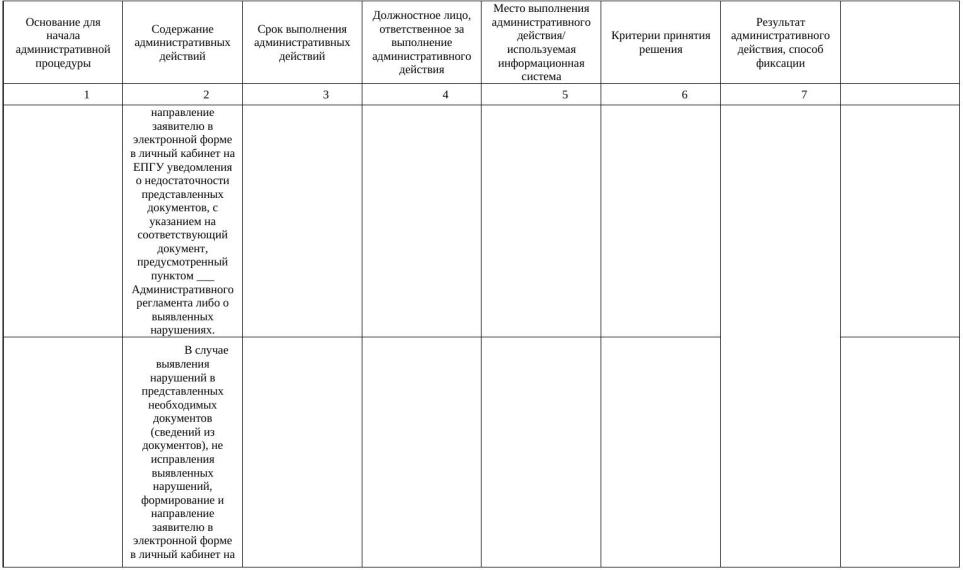 Основание для
начала
административной
процедуры
Содержание
административных
действий
Срок выполнения
административных
действий
Должностное лицо,
ответственное за
выполнение
административного
действия
Место выполнения
административного
действия/
используемая
информационная
система
Критерии принятия
решения
Результат
административного
действия, способ
фиксации
1
2
3
4
5
6
7
направление
заявителю в
электронной форме
в личный кабинет на
ЕПГУ уведомления
о недостаточности
представленных
документов, с
указанием на
соответствующий
документ,
предусмотренный
пунктом ___
Административного
регламента либо о
выявленных
нарушениях.
В случае
выявления
нарушений в
представленных
необходимых
документов
(сведений из
документов), не
исправления
выявленных
нарушений,
формирование и
направление
заявителю в
электронной форме
в личный кабинет на